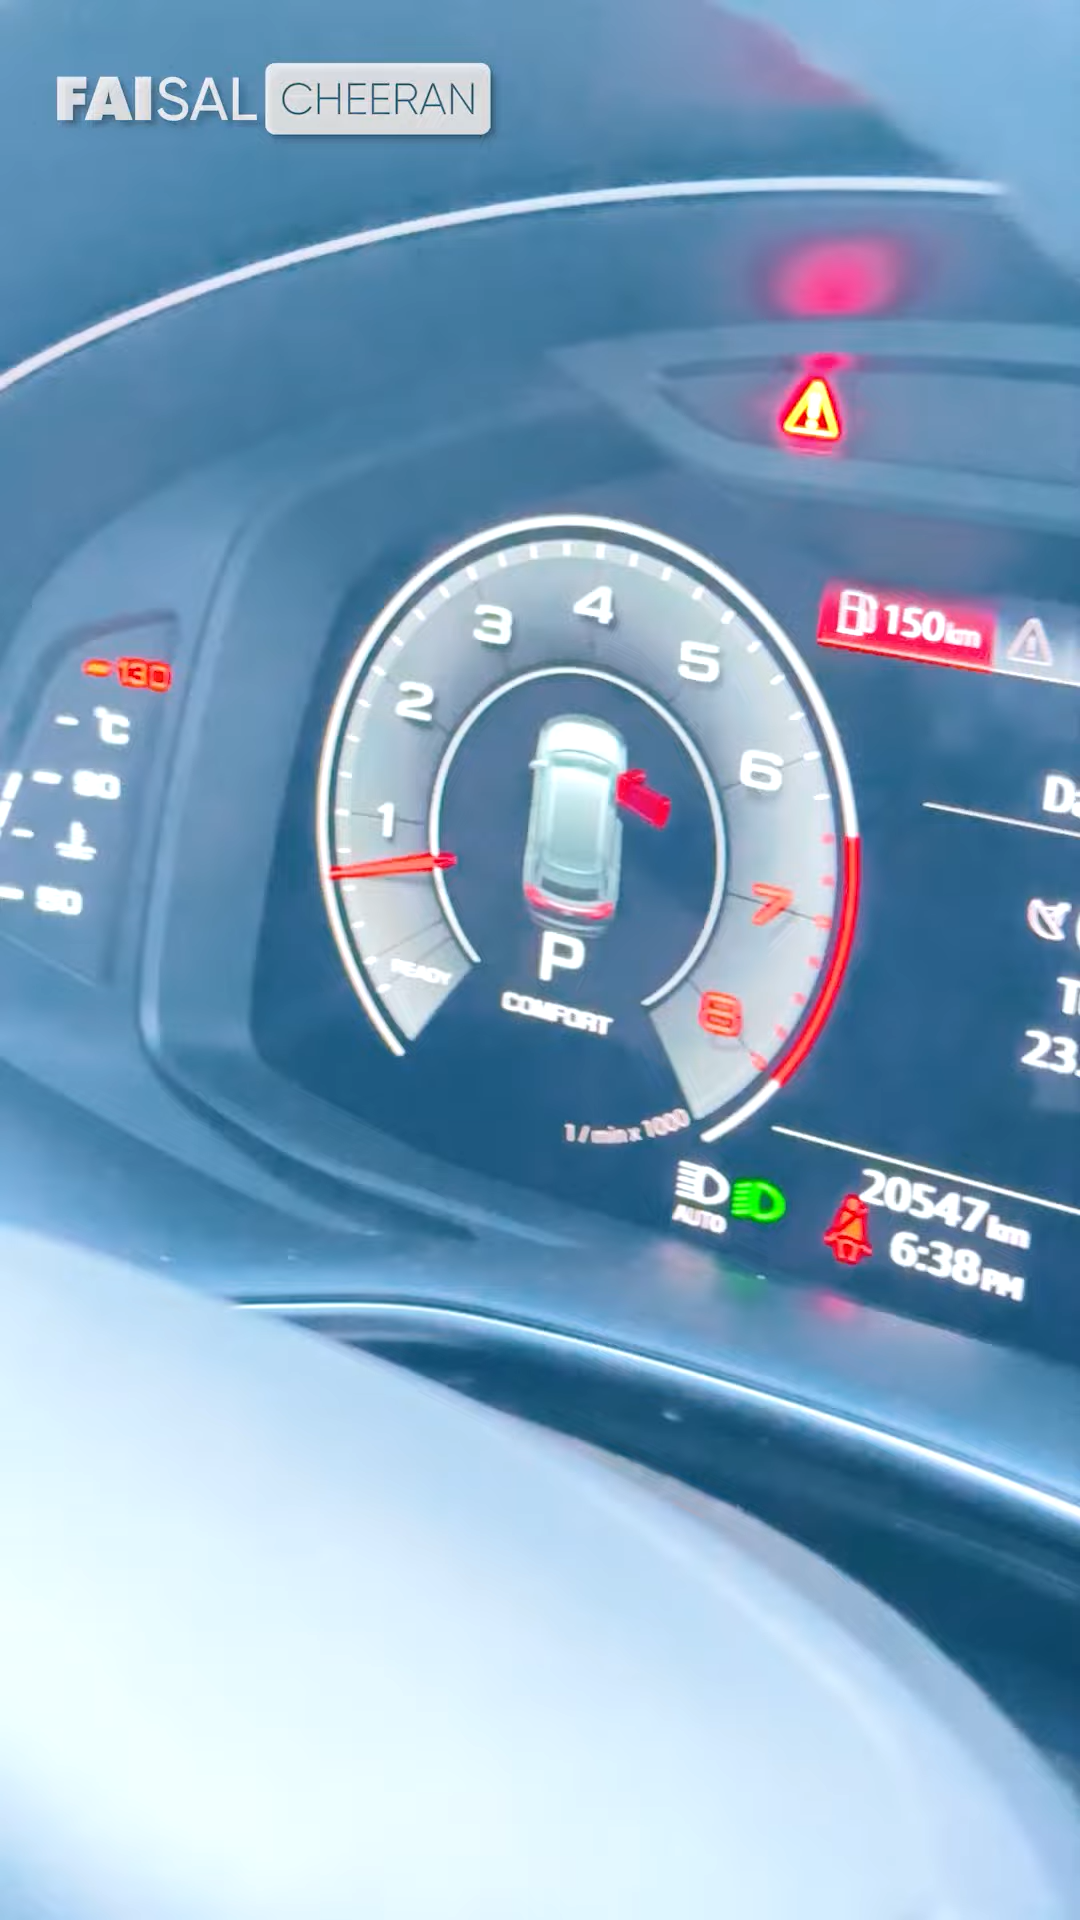 FAISAL CHEERAN
150km
130
°C
90
50
1
2
3
4
5
6
7
8
READY
P
COMFORT
1/min x 1000
AUTO
20547km
6:38PM